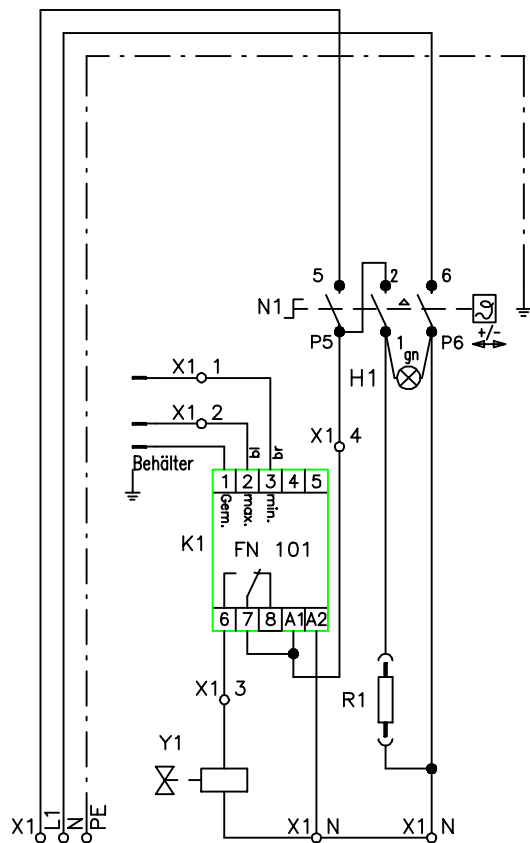 5 2 6
N1
P5 1 P6
+/-
gn
H1
X1 1
X1 2
X1 4
bl
br
Behälter
1 2 3 4 5
Gem.
max.
min.
K1
FN 101
6 7 8 A1 A2
X1 3
R1
Y1
X1 L1 N PE
X1 N
X1 N